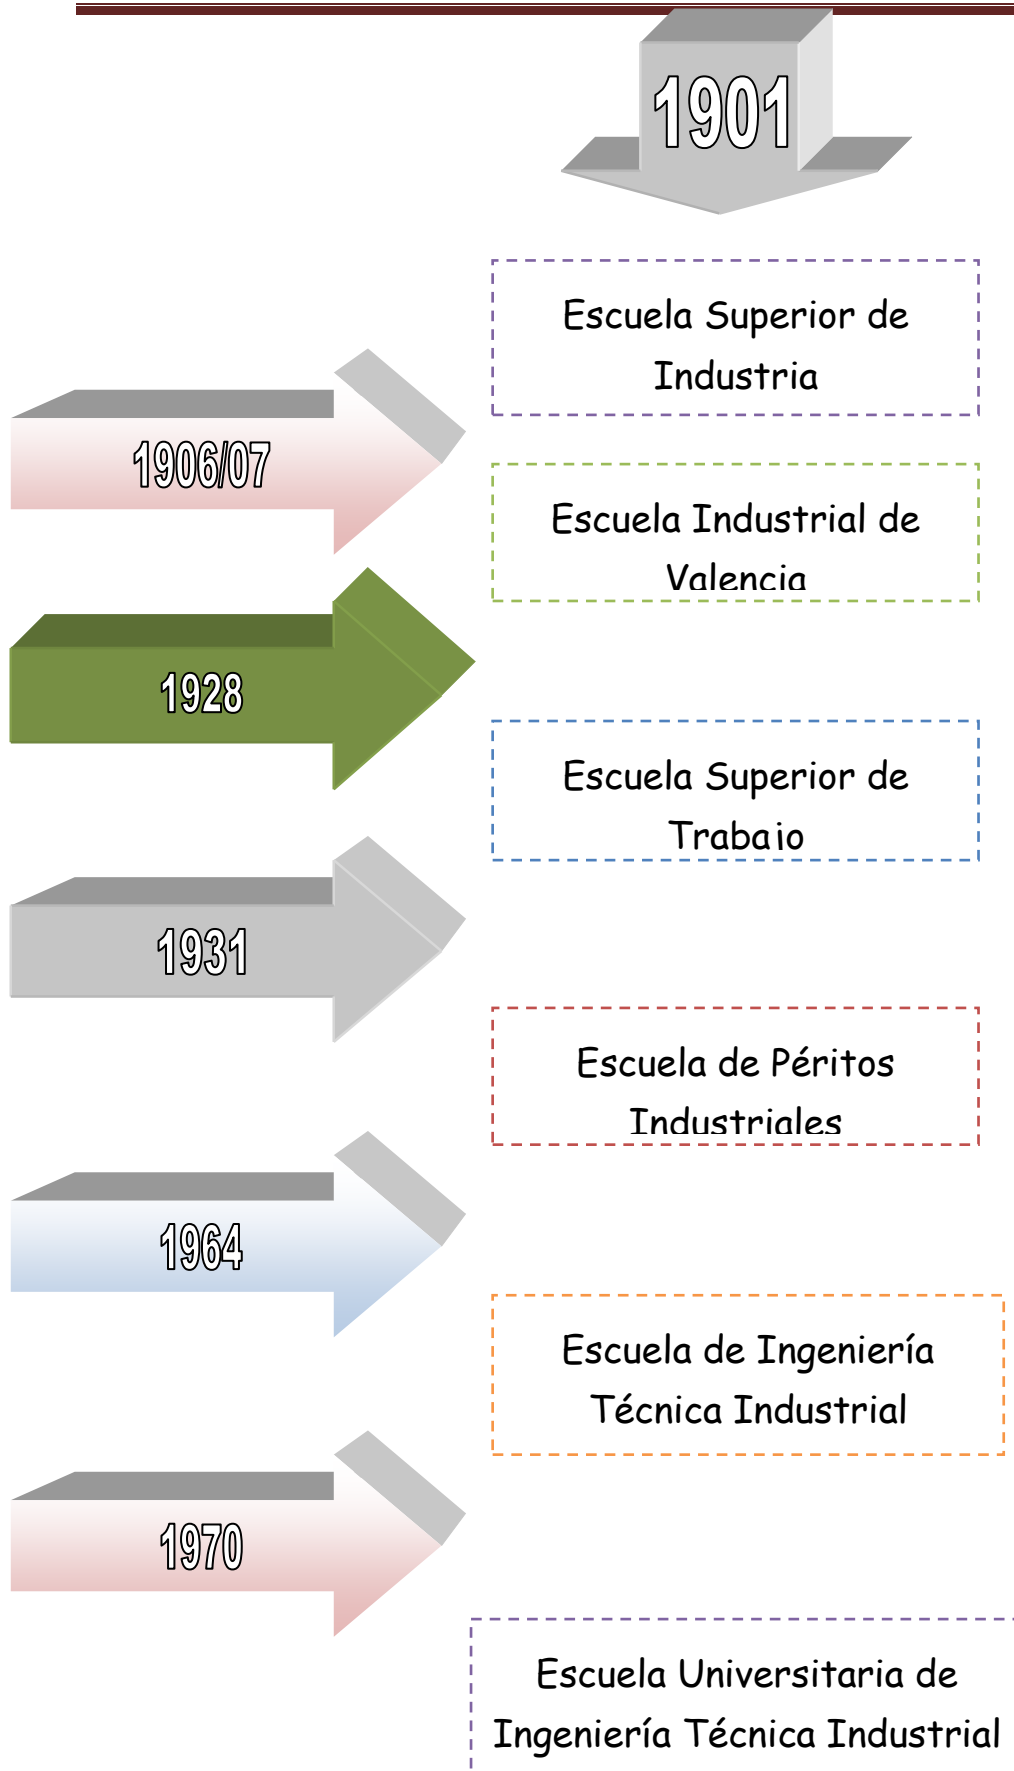 1901
Escuela Superior de
Industria
1906/07
Escuela Industrial de
Valencia
1928
Escuela Superior de
Trabajo
1931
Escuela de Péritos
Industriales
1964
Escuela de Ingeniería
Técnica Industrial
1970
Escuela Universitaria de
Ingeniería Técnica Industrial